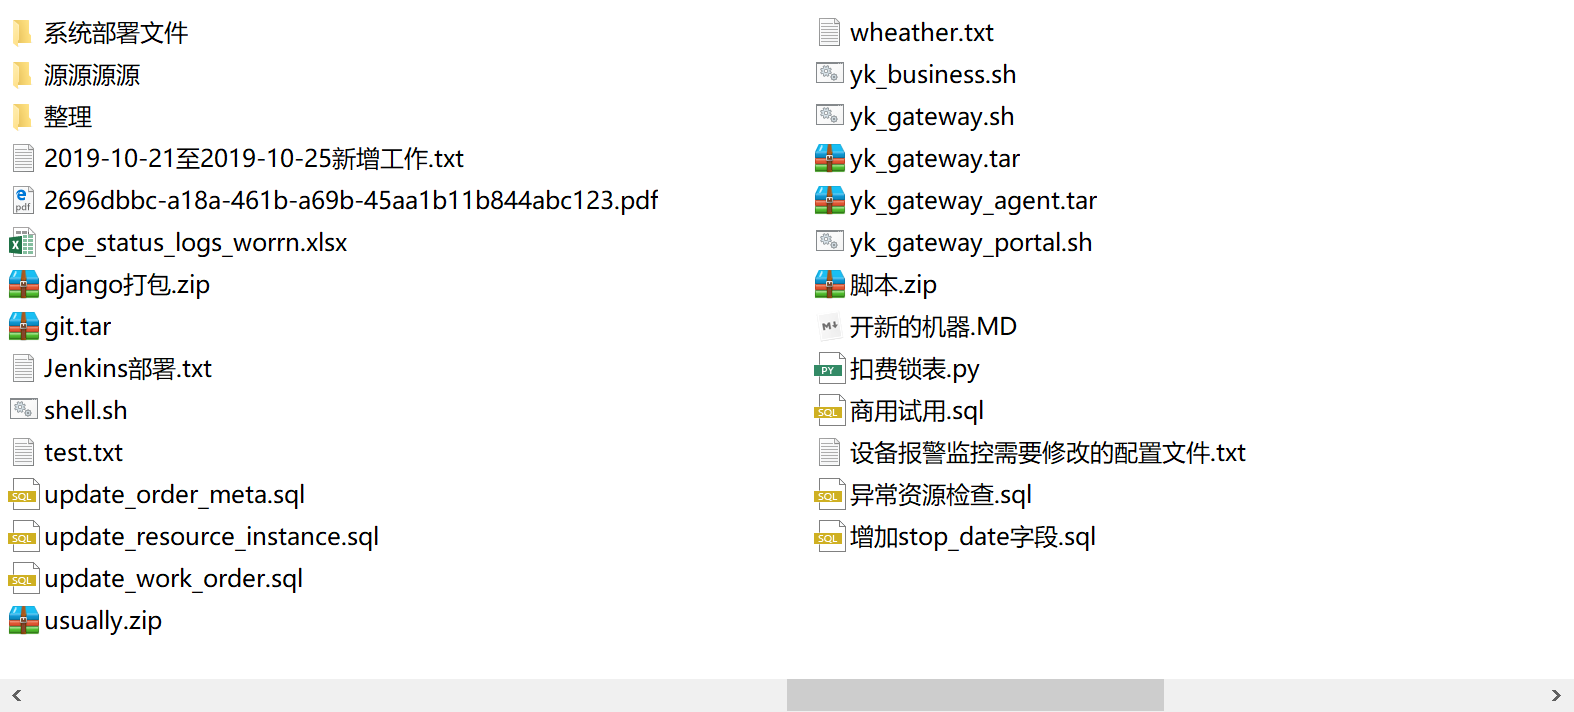 系统部署文件
源源源源
整理
2019-10-21至2019-10-25新增工作.txt
2696dbbc-a18a-461b-a69b-45aa1b11b844abc123.pdf
cpe_status_logs_worrn.xlsx
django打包.zip
git.tar
Jenkins部署.txt
shell.sh
test.txt
update_order_meta.sql
update_resource_instance.sql
update_work_order.sql
usually.zip
wheather.txt
yk_business.sh
yk_gateway.sh
yk_gateway.tar
yk_gateway_agent.tar
yk_gateway_portal.sh
脚本.zip
开新的机器.MD
扣费锁表.py
商用试用.sql
设备报警监控需要修改的配置文件.txt
异常资源检查.sql
增加stop_date字段.sql